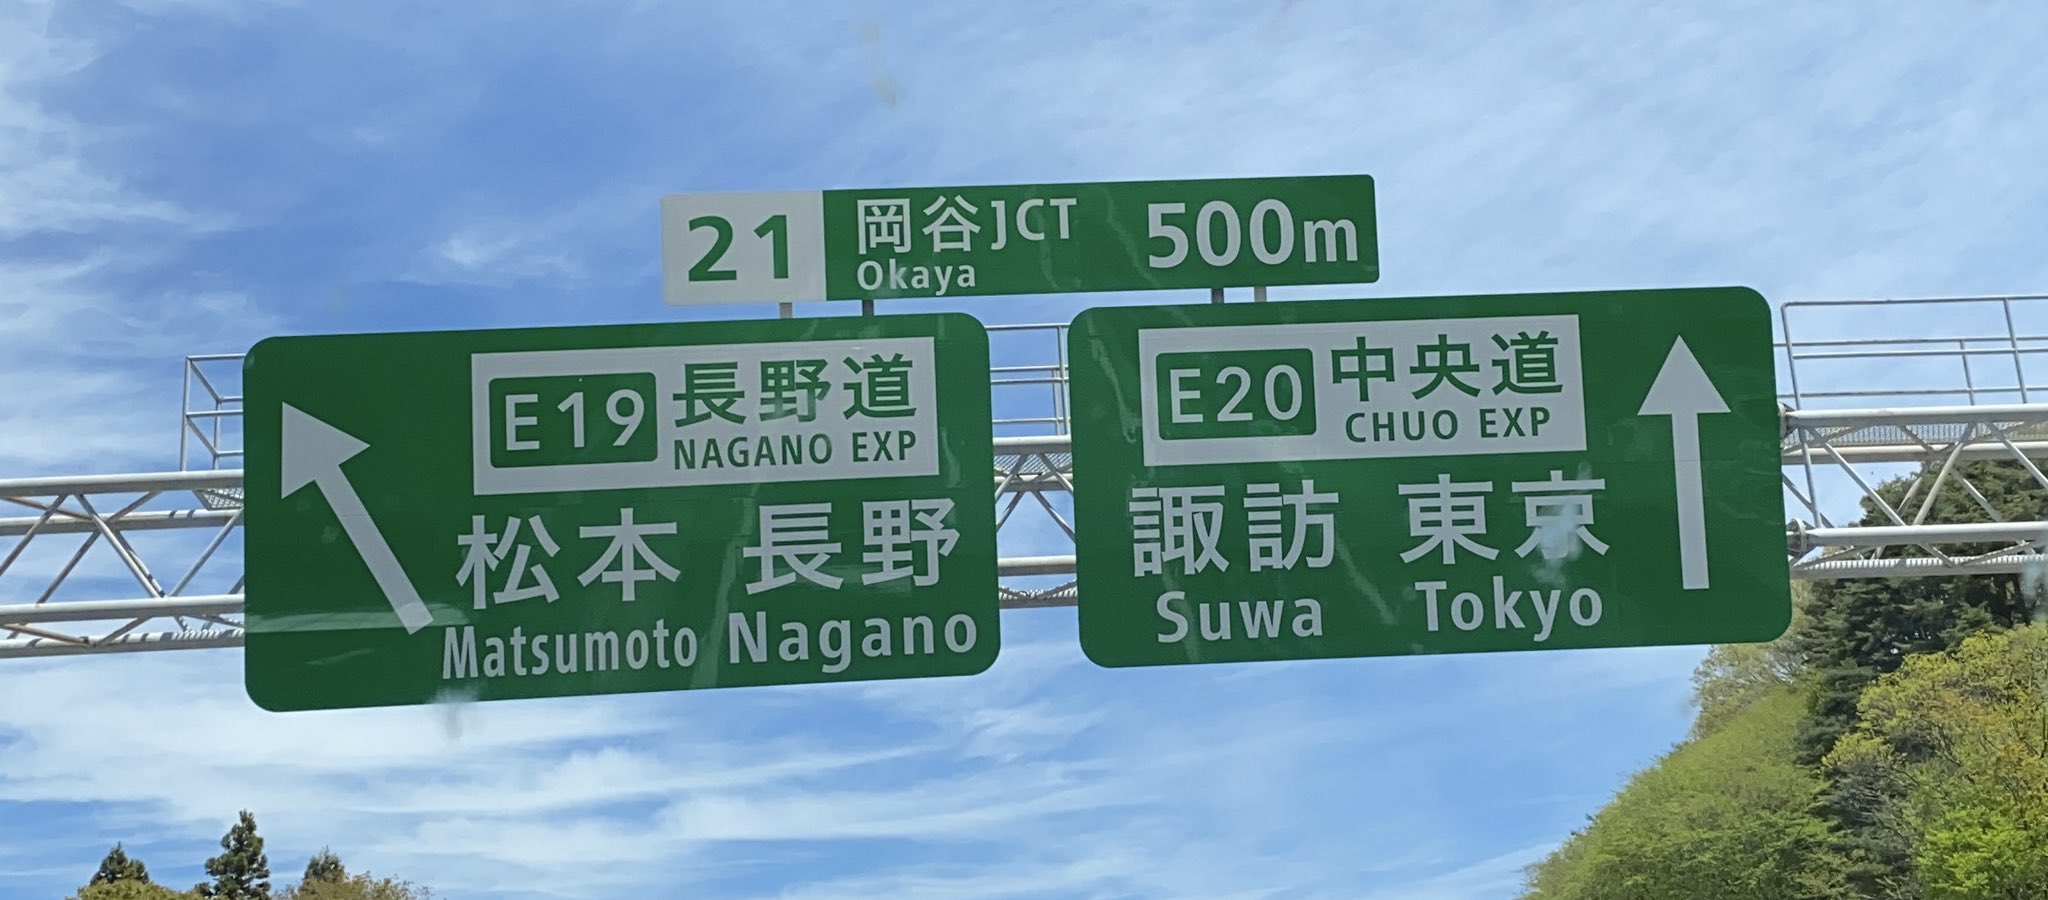 21 岡谷JCT 500m
Okaya
E19 長野道
NAGANO EXP
松本 長野
Matsumoto Nagano
E20 中央道
CHUO EXP
諏訪 東京
Suwa Tokyo